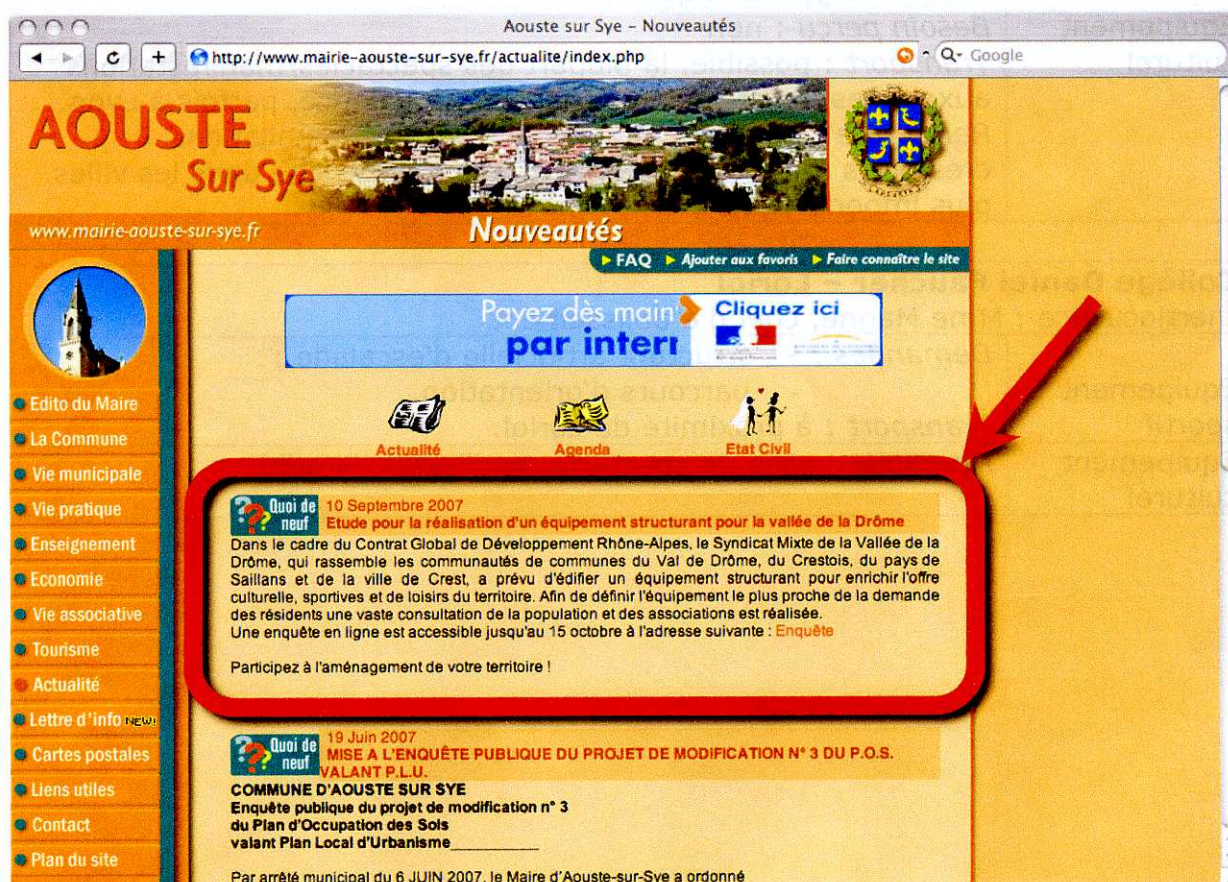 Aouste sur Sye – Nouveautés
http://www.mairie-aouste-sur-sye.fr/actualite/index.php
Google
AOUSTE
Sur Sye
www.mairie-aouste-sur-sye.fr
Nouveautés
FAQ Ajouter aux favoris Faire connaître le site
Payez dès main
par inter
Cliquez ici
Edito du Maire
La Commune
Vie municipale
Vie pratique
Enseignement
Economie
Vie associative
Tourisme
Actualité
Lettre d'info NEW!
Cartes postales
Liens utiles
Contact
Plan du site
Actualité Agenda Etat Civil
Quoi de neuf
10 Septembre 2007
Etude pour la réalisation d'un équipement structurant pour la vallée de la Drôme
Dans le cadre du Contrat Global de Développement Rhône-Alpes, le Syndicat Mixte de la Vallée de la
Drôme, qui rassemble les communautés de communes du Val de Drôme, du Crestois, du pays de
Saillans et de la ville de Crest, a prévu d'édifier un équipement structurant pour enrichir l'offre
culturelle, sportives et de loisirs du territoire. Afin de définir l'équipement le plus proche de la demande
des résidents une vaste consultation de la population et des associations est réalisée.
Une enquête en ligne est accessible jusqu'au 15 octobre à l'adresse suivante : Enquête
Participez à l'aménagement de votre territoire !
Quoi de neuf
19 Juin 2007
MISE A L'ENQUÊTE PUBLIQUE DU PROJET DE MODIFICATION N° 3 DU P.O.S.
VALANT P.L.U.
COMMUNE D'AOUSTE SUR SYE
Enquête publique du projet de modification n° 3
du Plan d'Occupation des Sols
valant Plan Local d'Urbanisme____________
Par arrêté municipal du 6 JUIN 2007, le Maire d'Aouste-sur-Sye a ordonné